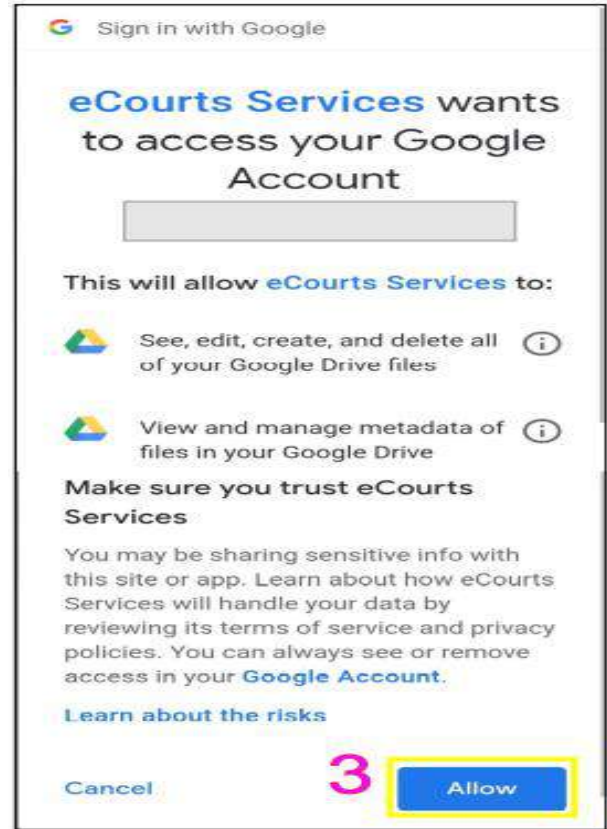 Sign in with Google
eCourts Services wants
to access your Google
Account
This will allow eCourts Services to:
See, edit, create, and delete all
of your Google Drive files
View and manage metadata of
files in your Google Drive
Make sure you trust eCourts
Services
You may be sharing sensitive info with
this site or app. Learn about how eCourts
Services will handle your data by
reviewing its terms of service and privacy
policies. You can always see or remove
access in your Google Account.
Learn about the risks
Cancel 3 Allow